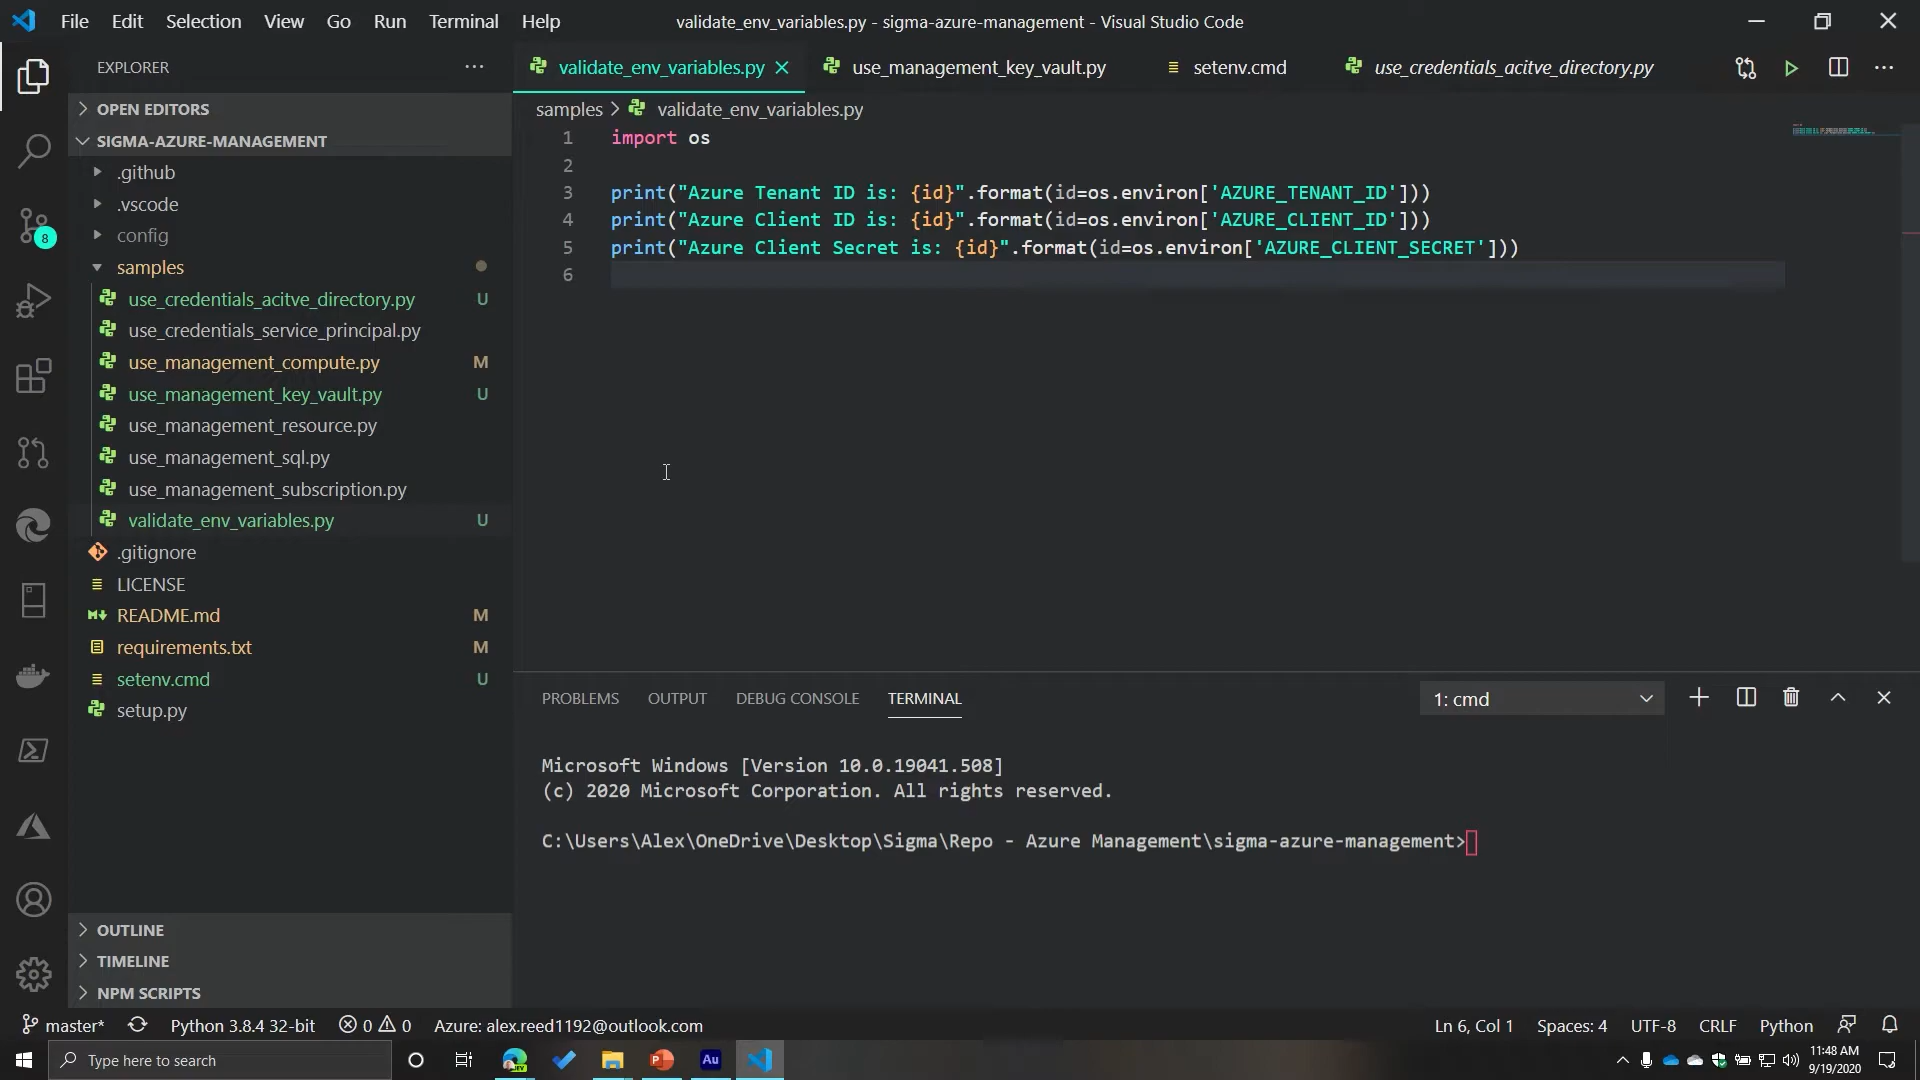 File Edit Selection View Go Run Terminal Help
validate_env_variables.py - sigma-azure-management - Visual Studio Code
EXPLORER
OPEN EDITORS
SIGMA-AZURE-MANAGEMENT
.github
.vscode
config
samples
use_credentials_acitve_directory.py U
use_credentials_service_principal.py
use_management_compute.py M
use_management_key_vault.py U
use_management_resource.py
use_management_sql.py
use_management_subscription.py
validate_env_variables.py U
.gitignore
LICENSE
README.md M
requirements.txt M
setenv.cmd U
setup.py
OUTLINE
TIMELINE
NPM SCRIPTS
8
validate_env_variables.py use_management_key_vault.py setenv.cmd use_credentials_acitve_directory.py
samples > validate_env_variables.py
1 import os
2
3 print("Azure Tenant ID is: {id}".format(id=os.environ['AZURE_TENANT_ID']))
4 print("Azure Client ID is: {id}".format(id=os.environ['AZURE_CLIENT_ID']))
5 print("Azure Client Secret is: {id}".format(id=os.environ['AZURE_CLIENT_SECRET']))
6
PROBLEMS OUTPUT DEBUG CONSOLE TERMINAL
1: cmd
Microsoft Windows [Version 10.0.19041.508]
(c) 2020 Microsoft Corporation. All rights reserved.
C:\Users\Alex\OneDrive\Desktop\Sigma\Repo - Azure Management\sigma-azure-management>
master* Python 3.8.4 32-bit 0 0 Azure: alex.reed1192@outlook.com
Ln 6, Col 1 Spaces: 4 UTF-8 CRLF Python
Type here to search
Au
11:48 AM
9/19/2020